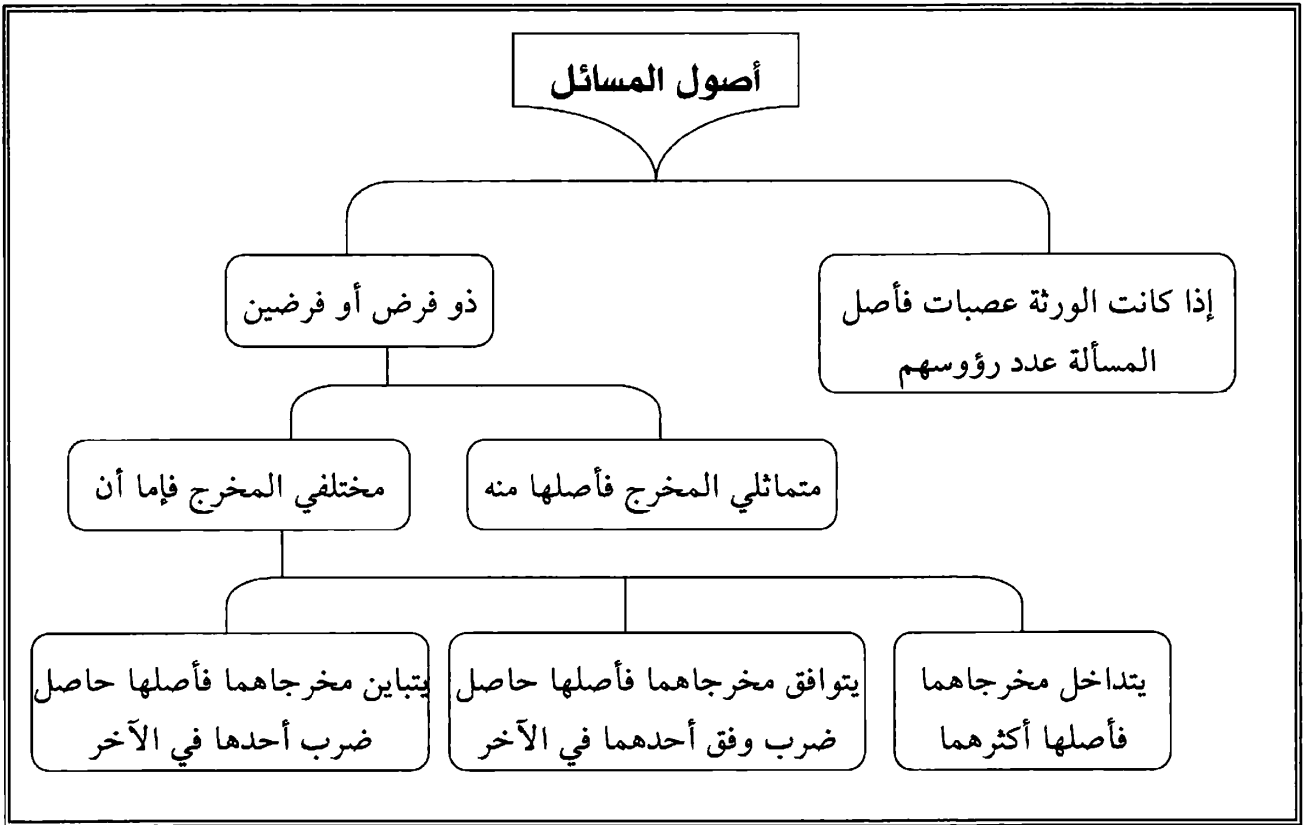 أصول المسائل
إذا كانت الورثة عصبات فأصل
المسألة عدد رؤوسهم
ذو فرض أو فرضين
متماثلي المخرج فأصلها منه
مختلفي المخرج فإما أن
يتداخل مخرجاهما
فأصلها أكثرهما
يتوافق مخرجاهما فأصلها حاصل
ضرب وفق أحدهما في الآخر
يتباين مخرجاهما فأصلها حاصل
ضرب أحدها في الآخر